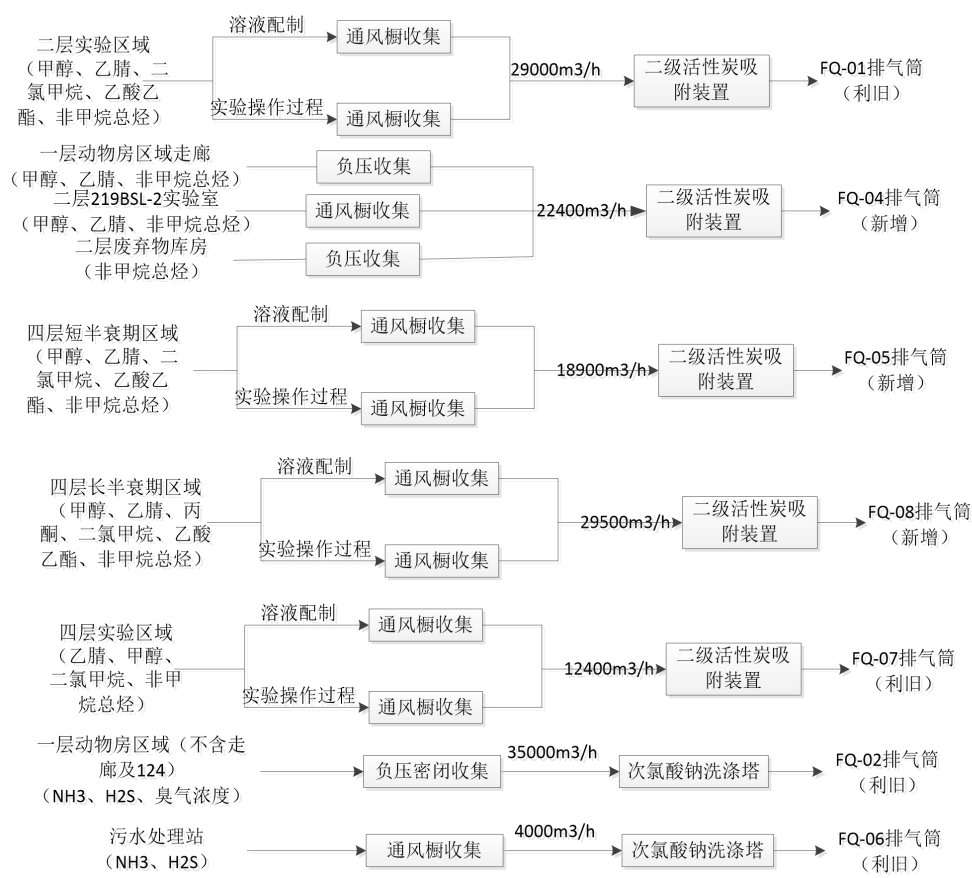 溶液配制
通风橱收集
二层实验区域
（甲醇、乙腈、二
氯甲烷、乙酸乙
酯、非甲烷总烃）
29000m3/h
二级活性炭吸
附装置
FQ-01排气筒
（利旧）
实验操作过程
通风橱收集
一层动物房区域走廊
（甲醇、乙腈、非甲烷总烃）
负压收集
二层219BSL-2实验室
（甲醇、乙腈、非甲烷总烃）
通风橱收集
22400m3/h
二级活性炭吸
附装置
FQ-04排气筒
（新增）
二层废弃物库房
（非甲烷总烃）
负压收集
溶液配制
通风橱收集
四层短半衰期区域
（甲醇、乙腈、二
氯甲烷、乙酸乙
酯、非甲烷总烃）
18900m3/h
二级活性炭吸
附装置
FQ-05排气筒
（新增）
实验操作过程
通风橱收集
溶液配制
通风橱收集
四层长半衰期区域
（甲醇、乙腈、丙
酮、二氯甲烷、乙酸
乙酯、非甲烷总烃）
29500m3/h
二级活性炭吸
附装置
FQ-08排气筒
（新增）
实验操作过程
通风橱收集
溶液配制
通风橱收集
四层实验区域
（乙腈、甲醇、
二氯甲烷、非甲
烷总烃）
12400m3/h
二级活性炭吸
附装置
FQ-07排气筒
（利旧）
实验操作过程
通风橱收集
一层动物房区域（不含走
廊及124）
（NH3、H2S、臭气浓度）
负压密闭收集
35000m3/h
次氯酸钠洗涤塔
FQ-02排气筒
（利旧）
污水处理站
（NH3、H2S）
通风橱收集
4000m3/h
次氯酸钠洗涤塔
FQ-06排气筒
（利旧）